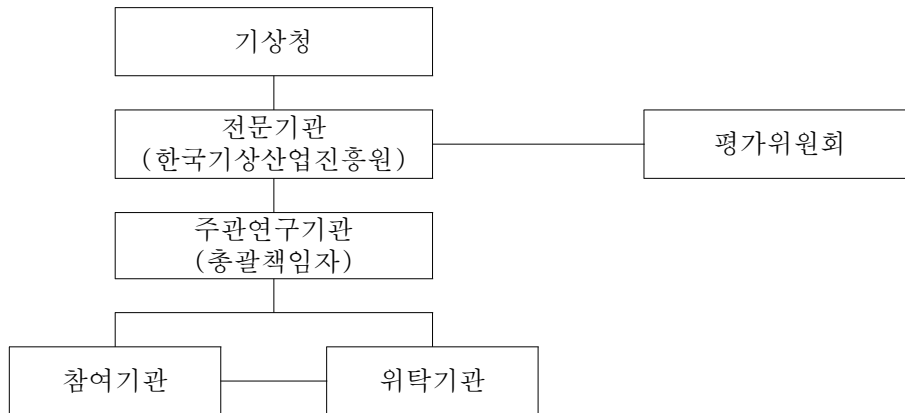 기상청
전문기관
(한국기상산업진흥원)
평가위원회
주관연구기관
(총괄책임자)
참여기관
위탁기관